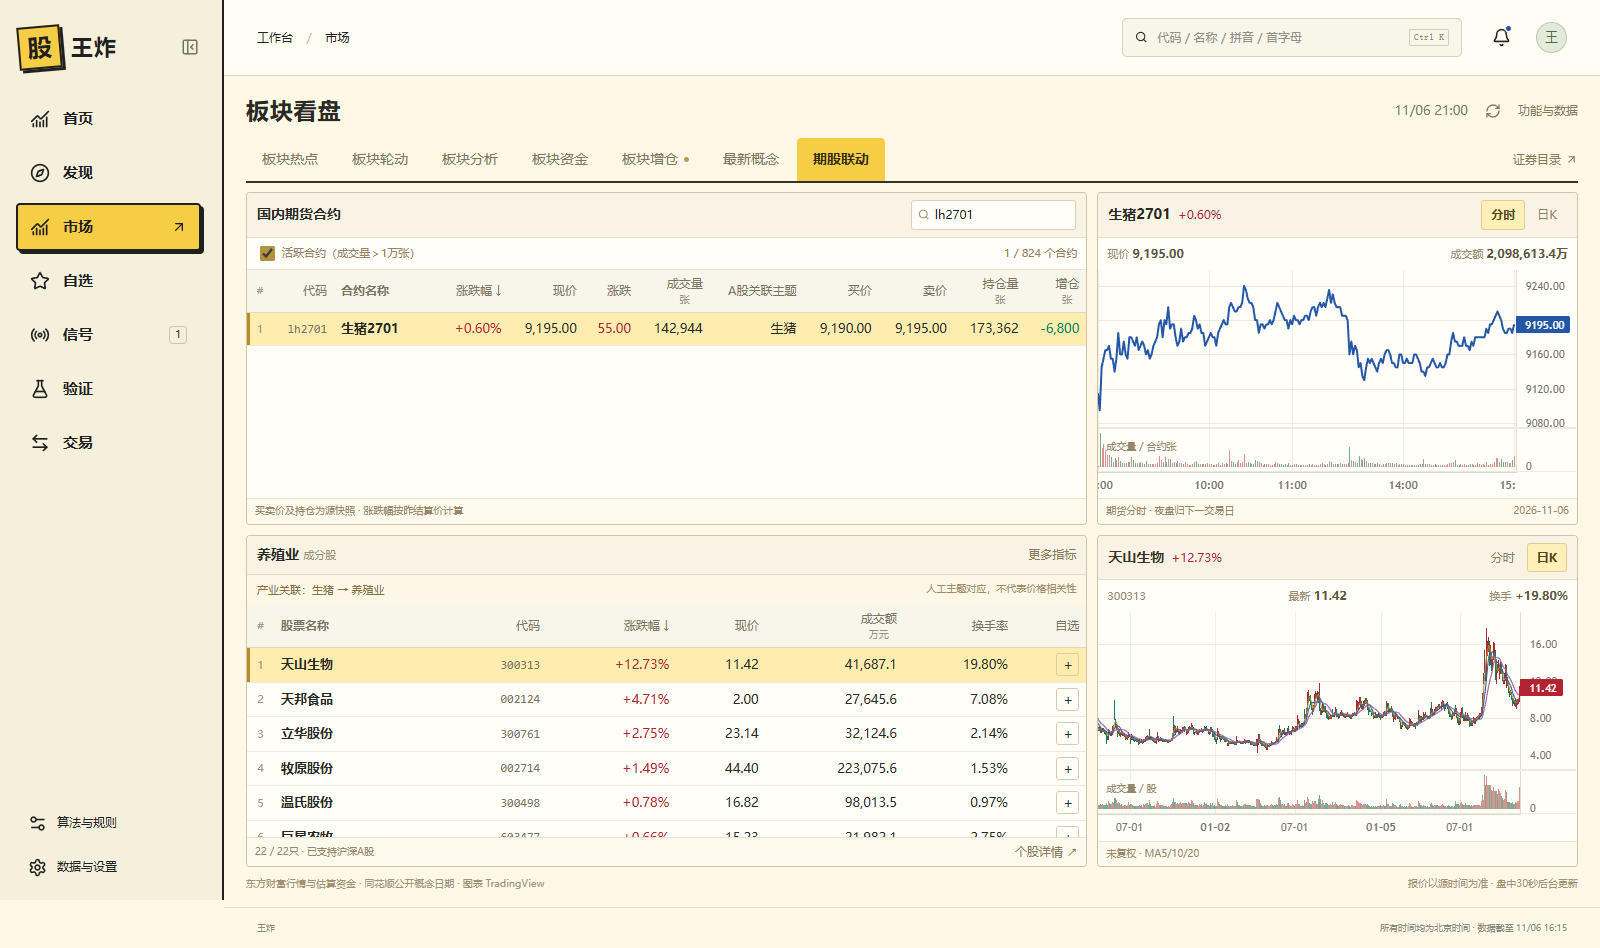 股 王炸
工作台 / 市场
代码 / 名称 / 拼音 / 首字母 Ctrl K
王
首页
发现
市场
自选
信号 1
验证
交易
算法与规则
数据与设置
板块看盘
11/06 21:00 功能与数据
板块热点 板块轮动 板块分析 板块资金 板块增仓 最新概念 期股联动
证券目录
国内期货合约
lh2701
活跃合约（成交量 > 1万张）
1 / 824 个合约
# 代码 合约名称 涨跌幅↓ 现价 涨跌 成交量 张 A股关联主题 买价 卖价 持仓量 张 增仓 张
1 lh2701 生猪2701 +0.60% 9,195.00 55.00 142,944 生猪 9,190.00 9,195.00 173,362 -6,800
买卖价及持仓为源快照 · 涨跌幅按昨结算价计算
生猪2701 +0.60%
分时 日K
现价 9,195.00
成交额 2,098,613.4万
9240.00
9195.00
9160.00
9120.00
9080.00
成交量 / 合约张
0
:00 10:00 11:00 14:00 15:
期货分时 · 夜盘归下一交易日
2026-11-06
养殖业 成分股
更多指标
产业关联：生猪 → 养殖业
人工主题对应，不代表价格相关性
# 股票名称 代码 涨跌幅↓ 现价 成交额 万元 换手率 自选
1 天山生物 300313 +12.73% 11.42 41,687.1 19.80% +
2 天邦食品 002124 +4.71% 2.00 27,645.6 7.08% +
3 立华股份 300761 +2.75% 23.14 32,124.6 2.14% +
4 牧原股份 002714 +1.49% 44.40 223,075.6 1.53% +
5 温氏股份 300498 +0.78% 16.82 98,013.5 0.97% +
22 / 22只 · 已支持沪深A股
个股详情
天山生物 +12.73%
分时 日K
300313
最新 11.42
换手 +19.80%
16.00
11.42
8.00
4.00
成交量 / 股
0
07-01 01-02 07-01 01-05 07-01
未复权 · MA5/10/20
东方财富行情与估算资金 · 同花顺公开概念日期 · 图表 TradingView
报价以源时间为准 · 盘中30秒后台更新
王炸
所有时间均为北京时间 · 数据截至 11/06 16:15